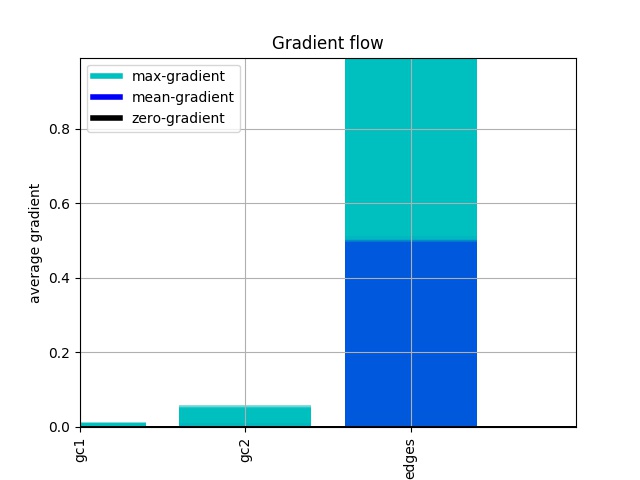 Gradient flow
max-gradient
mean-gradient
zero-gradient
average gradient
0.8
0.6
0.4
0.2
0.0
gc1
gc2
edges